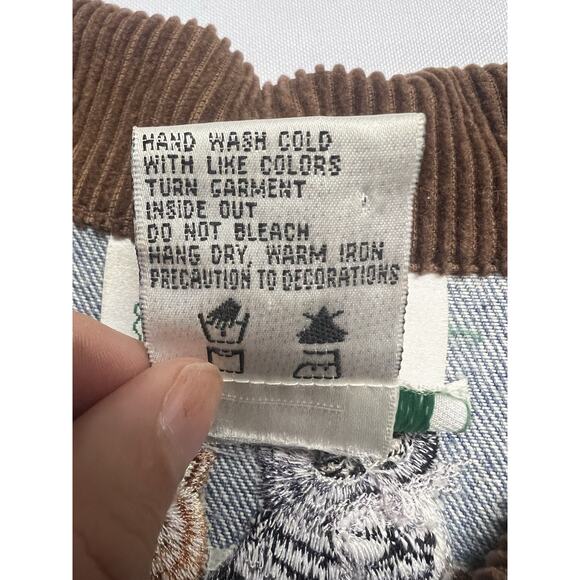 HAND WASH COLD
WITH LIKE COLORS
TURN GARMENT
INSIDE OUT
DO NOT BLEACH
HANG DRY, WARM IRON
PRECAUTION TO DECORATIONS